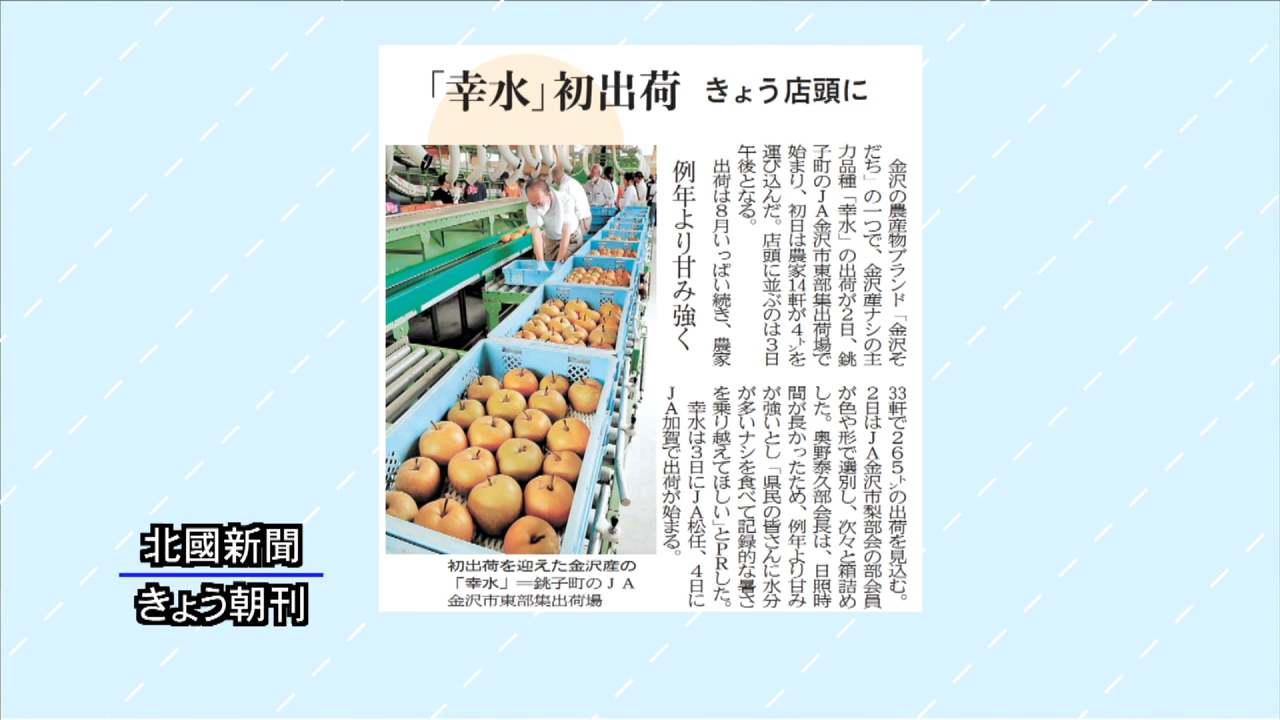 「幸水」初出荷 きょう店頭に
例年より甘み強く
金沢の農産物ブランド「金沢そ
だち」の一つで、金沢産ナシの主
力品種「幸水」の出荷が2日、銚
子町のJA金沢市東部集出荷場で
始まり、初日は農家14軒が4㌧を
運び込んだ。店頭に並ぶのは3日
午後となる。
出荷は8月いっぱい続き、農家
33軒で265㌧の出荷を見込む。
2日はJA金沢市梨部会の部会員
が色や形で選別し、次々と箱詰め
した。奥野泰久部会長は、日照時
間が長かったため、例年より甘み
が強いとし「県民の皆さんに水分
が多いナシを食べて記録的な暑さ
を乗り越えてほしい」とPRした。
幸水は3日にJA松任、4日に
JA加賀で出荷が始まる。
初出荷を迎えた金沢産の
「幸水」＝銚子町のJA
金沢市東部集出荷場
北國新聞
きょう朝刊